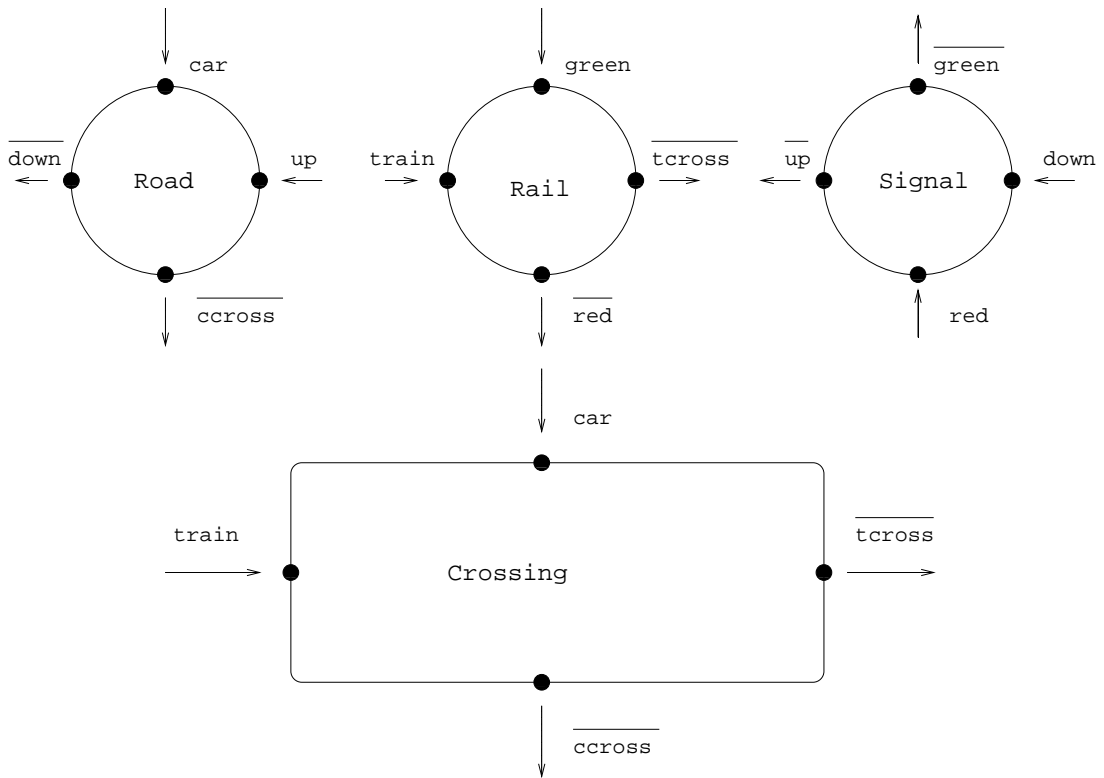 car
green
green
down
up
train
tcross
up
down
Road
Rail
Signal
ccross
red
red
car
train
tcross
Crossing
ccross